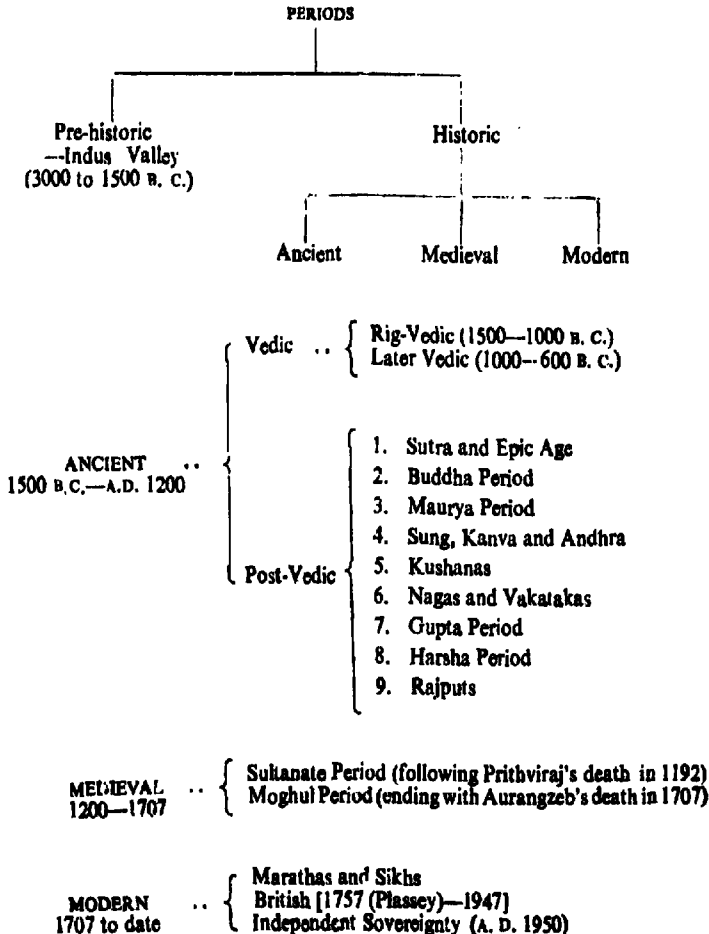 PERIODS
Pre-historic
—Indus Valley
(3000 to 1500 B. C.)
Historic
Ancient Medieval Modern
Vedic .. Rig-Vedic (1500—1000 B. C.)
Later Vedic (1000—600 B. C.)
ANCIENT ..
1500 B.C.—A.D. 1200
Post-Vedic
1. Sutra and Epic Age
2. Buddha Period
3. Maurya Period
4. Sung, Kanva and Andhra
5. Kushanas
6. Nagas and Vakatakas
7. Gupta Period
8. Harsha Period
9. Rajputs
MEDIEVAL ..
1200—1707
Sultanate Period (following Prithviraj's death in 1192)
Moghul Period (ending with Aurangzeb's death in 1707)
MODERN ..
1707 to date
Marathas and Sikhs
British [1757 (Plassey)—1947]
Independent Sovereignty (A. D. 1950)